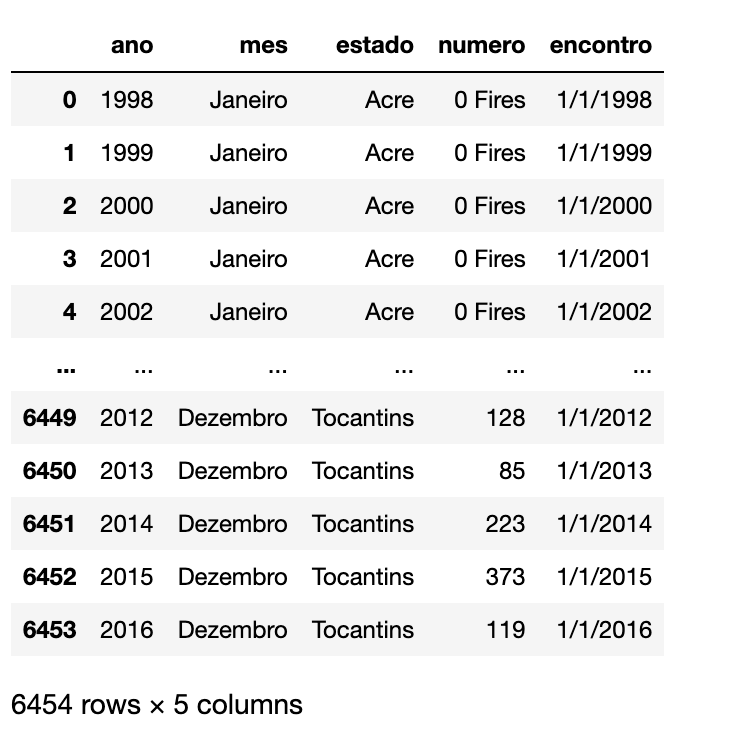 ano mes estado numero encontro
0 1998 Janeiro Acre 0 Fires 1/1/1998
1 1999 Janeiro Acre 0 Fires 1/1/1999
2 2000 Janeiro Acre 0 Fires 1/1/2000
3 2001 Janeiro Acre 0 Fires 1/1/2001
4 2002 Janeiro Acre 0 Fires 1/1/2002
... ... ... ... ... ...
6449 2012 Dezembro Tocantins 128 1/1/2012
6450 2013 Dezembro Tocantins 85 1/1/2013
6451 2014 Dezembro Tocantins 223 1/1/2014
6452 2015 Dezembro Tocantins 373 1/1/2015
6453 2016 Dezembro Tocantins 119 1/1/2016
6454 rows × 5 columns